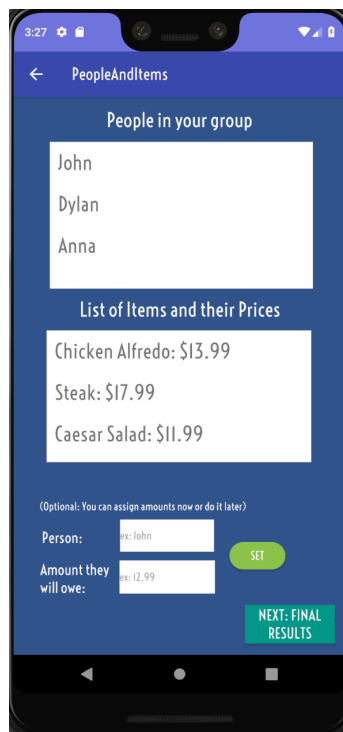 3:27
PeopleAndItems
People in your group
John
Dylan
Anna
List of Items and their Prices
Chicken Alfredo: $13.99
Steak: $17.99
Caesar Salad: $11.99
(Optional: You can assign amounts now or do it later)
Person:
ex: John
SET
Amount they
will owe:
ex: 12.99
NEXT: FINAL
RESULTS